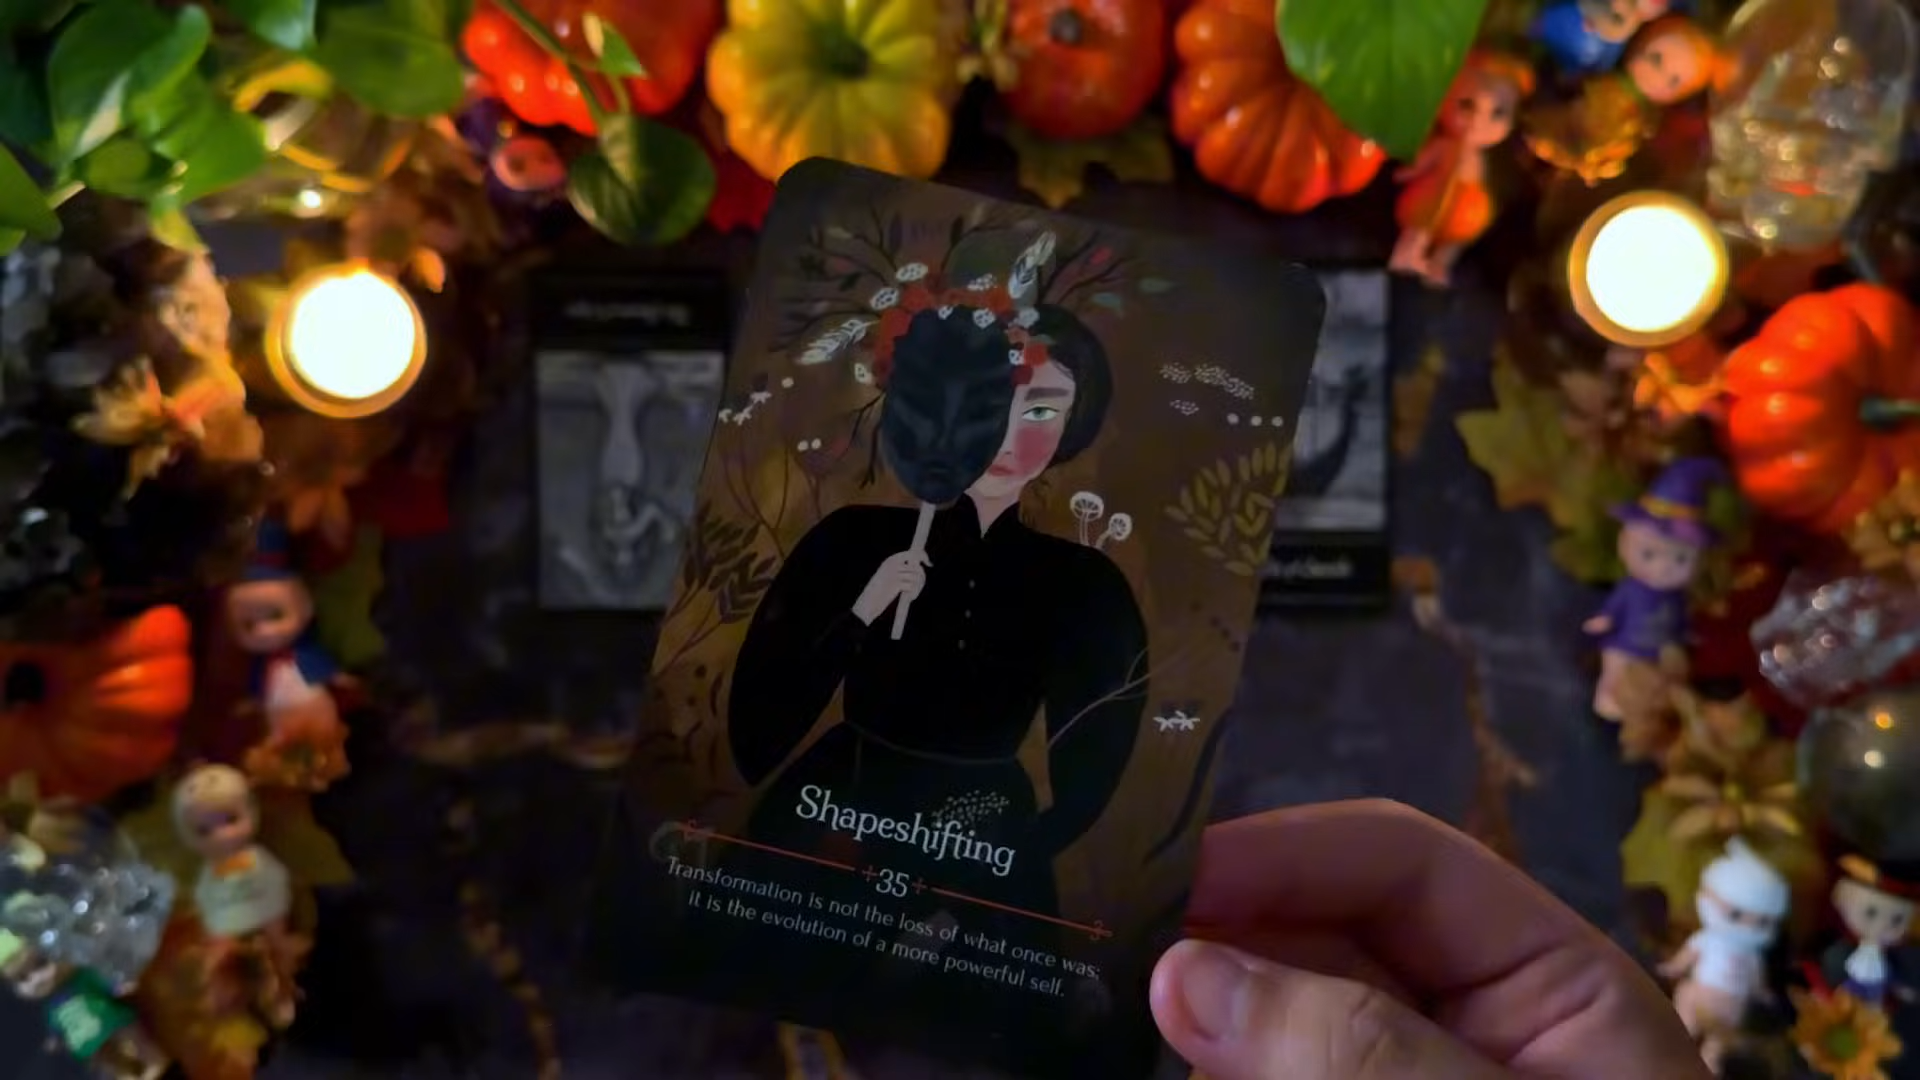 Shapeshifting
35
Transformation is not the loss of what once was;
it is the evolution of a more powerful self.